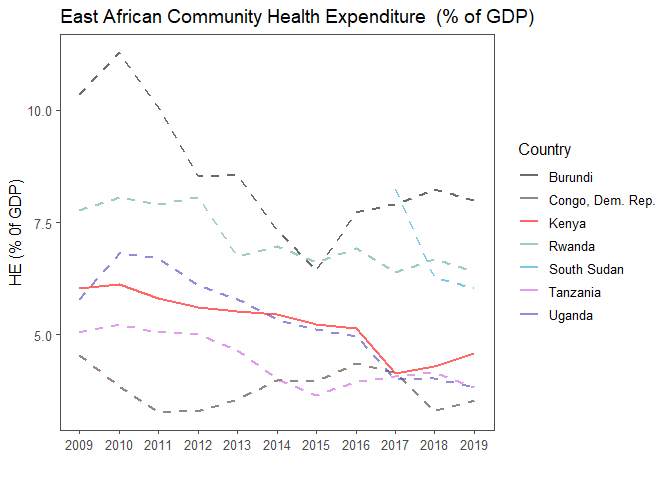 East African Community Health Expenditure  (% of GDP)
HE (% 0f GDP)
10.0
7.5
5.0
2009 2010 2011 2012 2013 2014 2015 2016 2017 2018 2019
Country
Burundi
Congo, Dem. Rep.
Kenya
Rwanda
South Sudan
Tanzania
Uganda